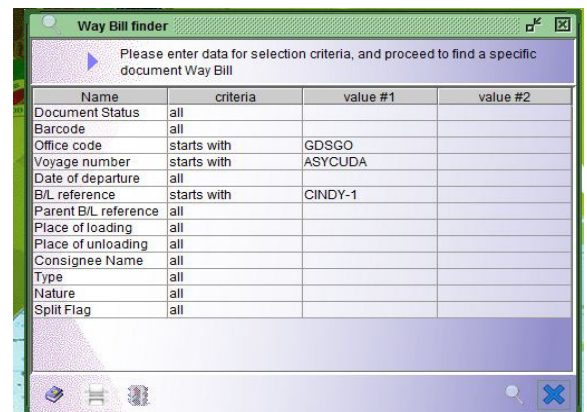 Way Bill finder
Please enter data for selection criteria, and proceed to find a specific
document Way Bill
Name criteria value #1 value #2
Document Status all
Barcode all
Office code starts with GDSGO
Voyage number starts with ASYCUDA
Date of departure all
B/L reference starts with CINDY-1
Parent B/L reference all
Place of loading all
Place of unloading all
Consignee Name all
Type all
Nature all
Split Flag all